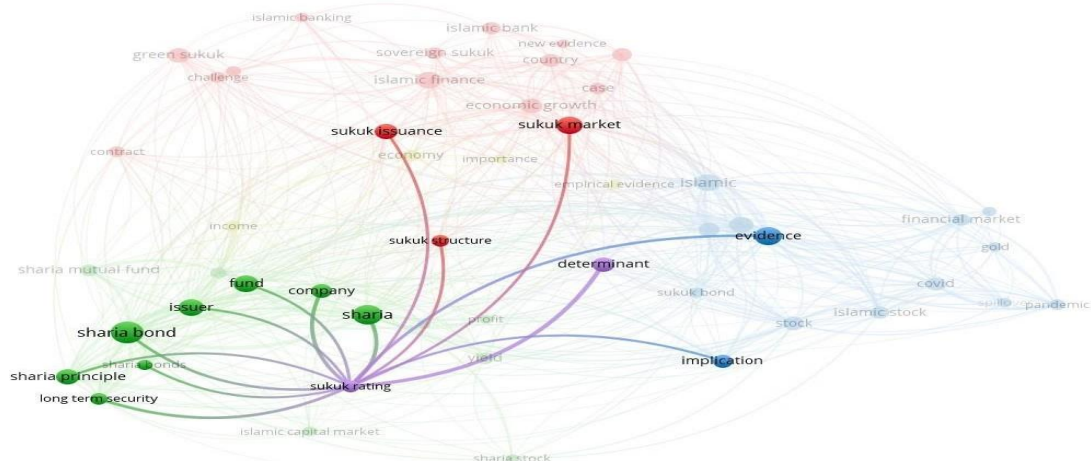 islamic banking
islamic bank
new evidence
green sukuk
sovereign sukuk
country
challenge
islamic finance
case
economic growth
sukuk issuance
sukuk market
contract
economy
importance
empirical evidence
islamic
income
financial market
sukuk structure
evidence
gold
sharia mutual fund
determinant
fund
company
sukuk bond
covid
issuer
sharia
profit
stock
islamic stock
pandemic
sharia bond
sharia bonds
yield
implication
sharia principle
sukuk rating
long term security
islamic capital market
sharia stock